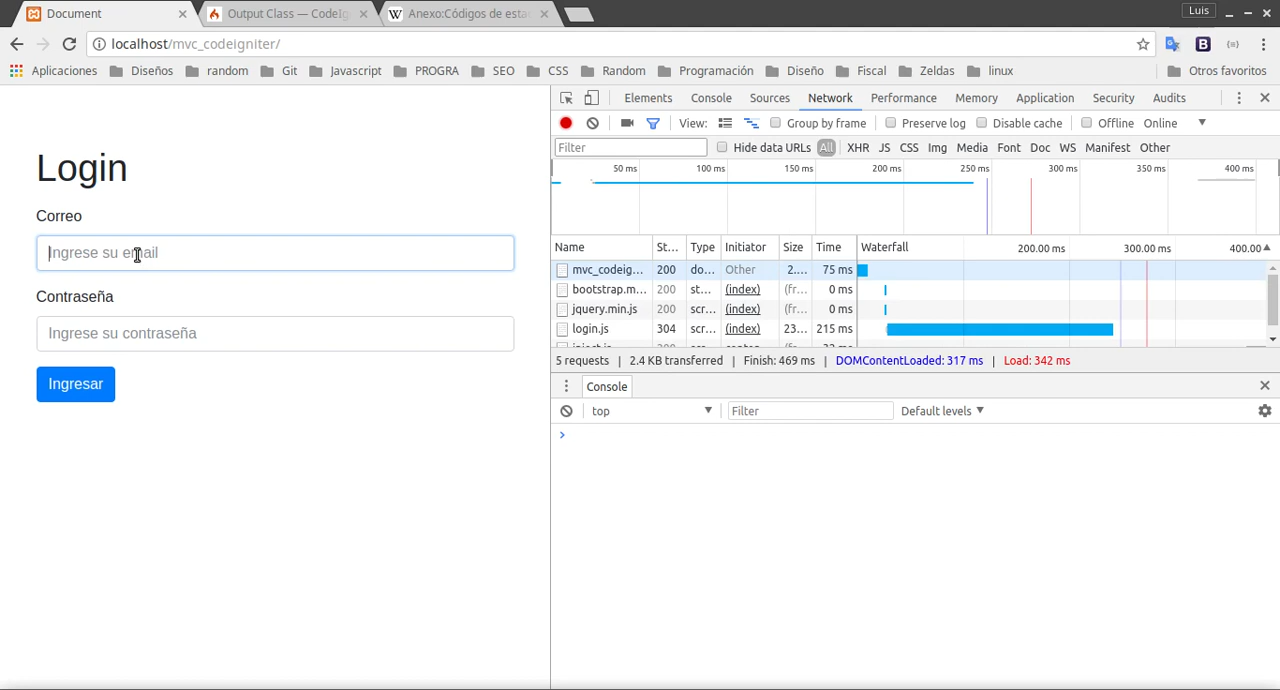 Document
Output Class — CodeIg
Anexo:Códigos de esta
Luis
localhost/mvc_codeigniter/
Aplicaciones Diseños random Git Javascript PROGRA SEO CSS Random Programación Diseño Fiscal Zeldas linux Otros favoritos
Elements Console Sources Network Performance Memory Application Security Audits
View: Group by frame Preserve log Disable cache Offline Online
Filter Hide data URLs All XHR JS CSS Img Media Font Doc WS Manifest Other
50 ms 100 ms 150 ms 200 ms 250 ms 300 ms 350 ms 400 ms
Name St... Type Initiator Size Time Waterfall 200.00 ms 300.00 ms 400.00
mvc_codeig... 200 do... Other 2.... 75 ms
bootstrap.m... 200 st... (index) (fr... 0 ms
jquery.min.js 200 scr... (index) (fr... 0 ms
login.js 304 scr... (index) 23... 215 ms
5 requests | 2.4 KB transferred | Finish: 469 ms | DOMContentLoaded: 317 ms | Load: 342 ms
Console
top Filter Default levels
Login
Correo
Ingrese su email
Contraseña
Ingrese su contraseña
Ingresar